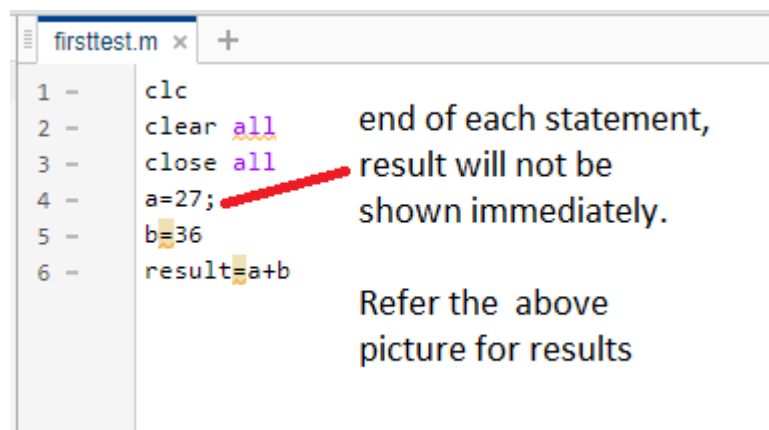 firsttest.m × +
1 - clc
2 - clear all
3 - close all
4 - a=27;
5 - b=36
6 - result=a+b
end of each statement,
result will not be
shown immediately.
Refer the above
picture for results